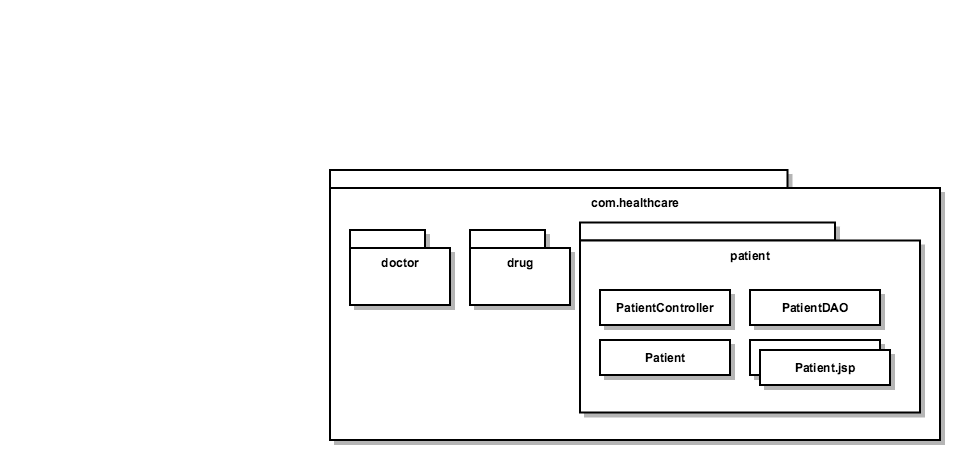 com.healthcare
doctor
drug
patient
PatientController
PatientDAO
Patient
Patient.jsp